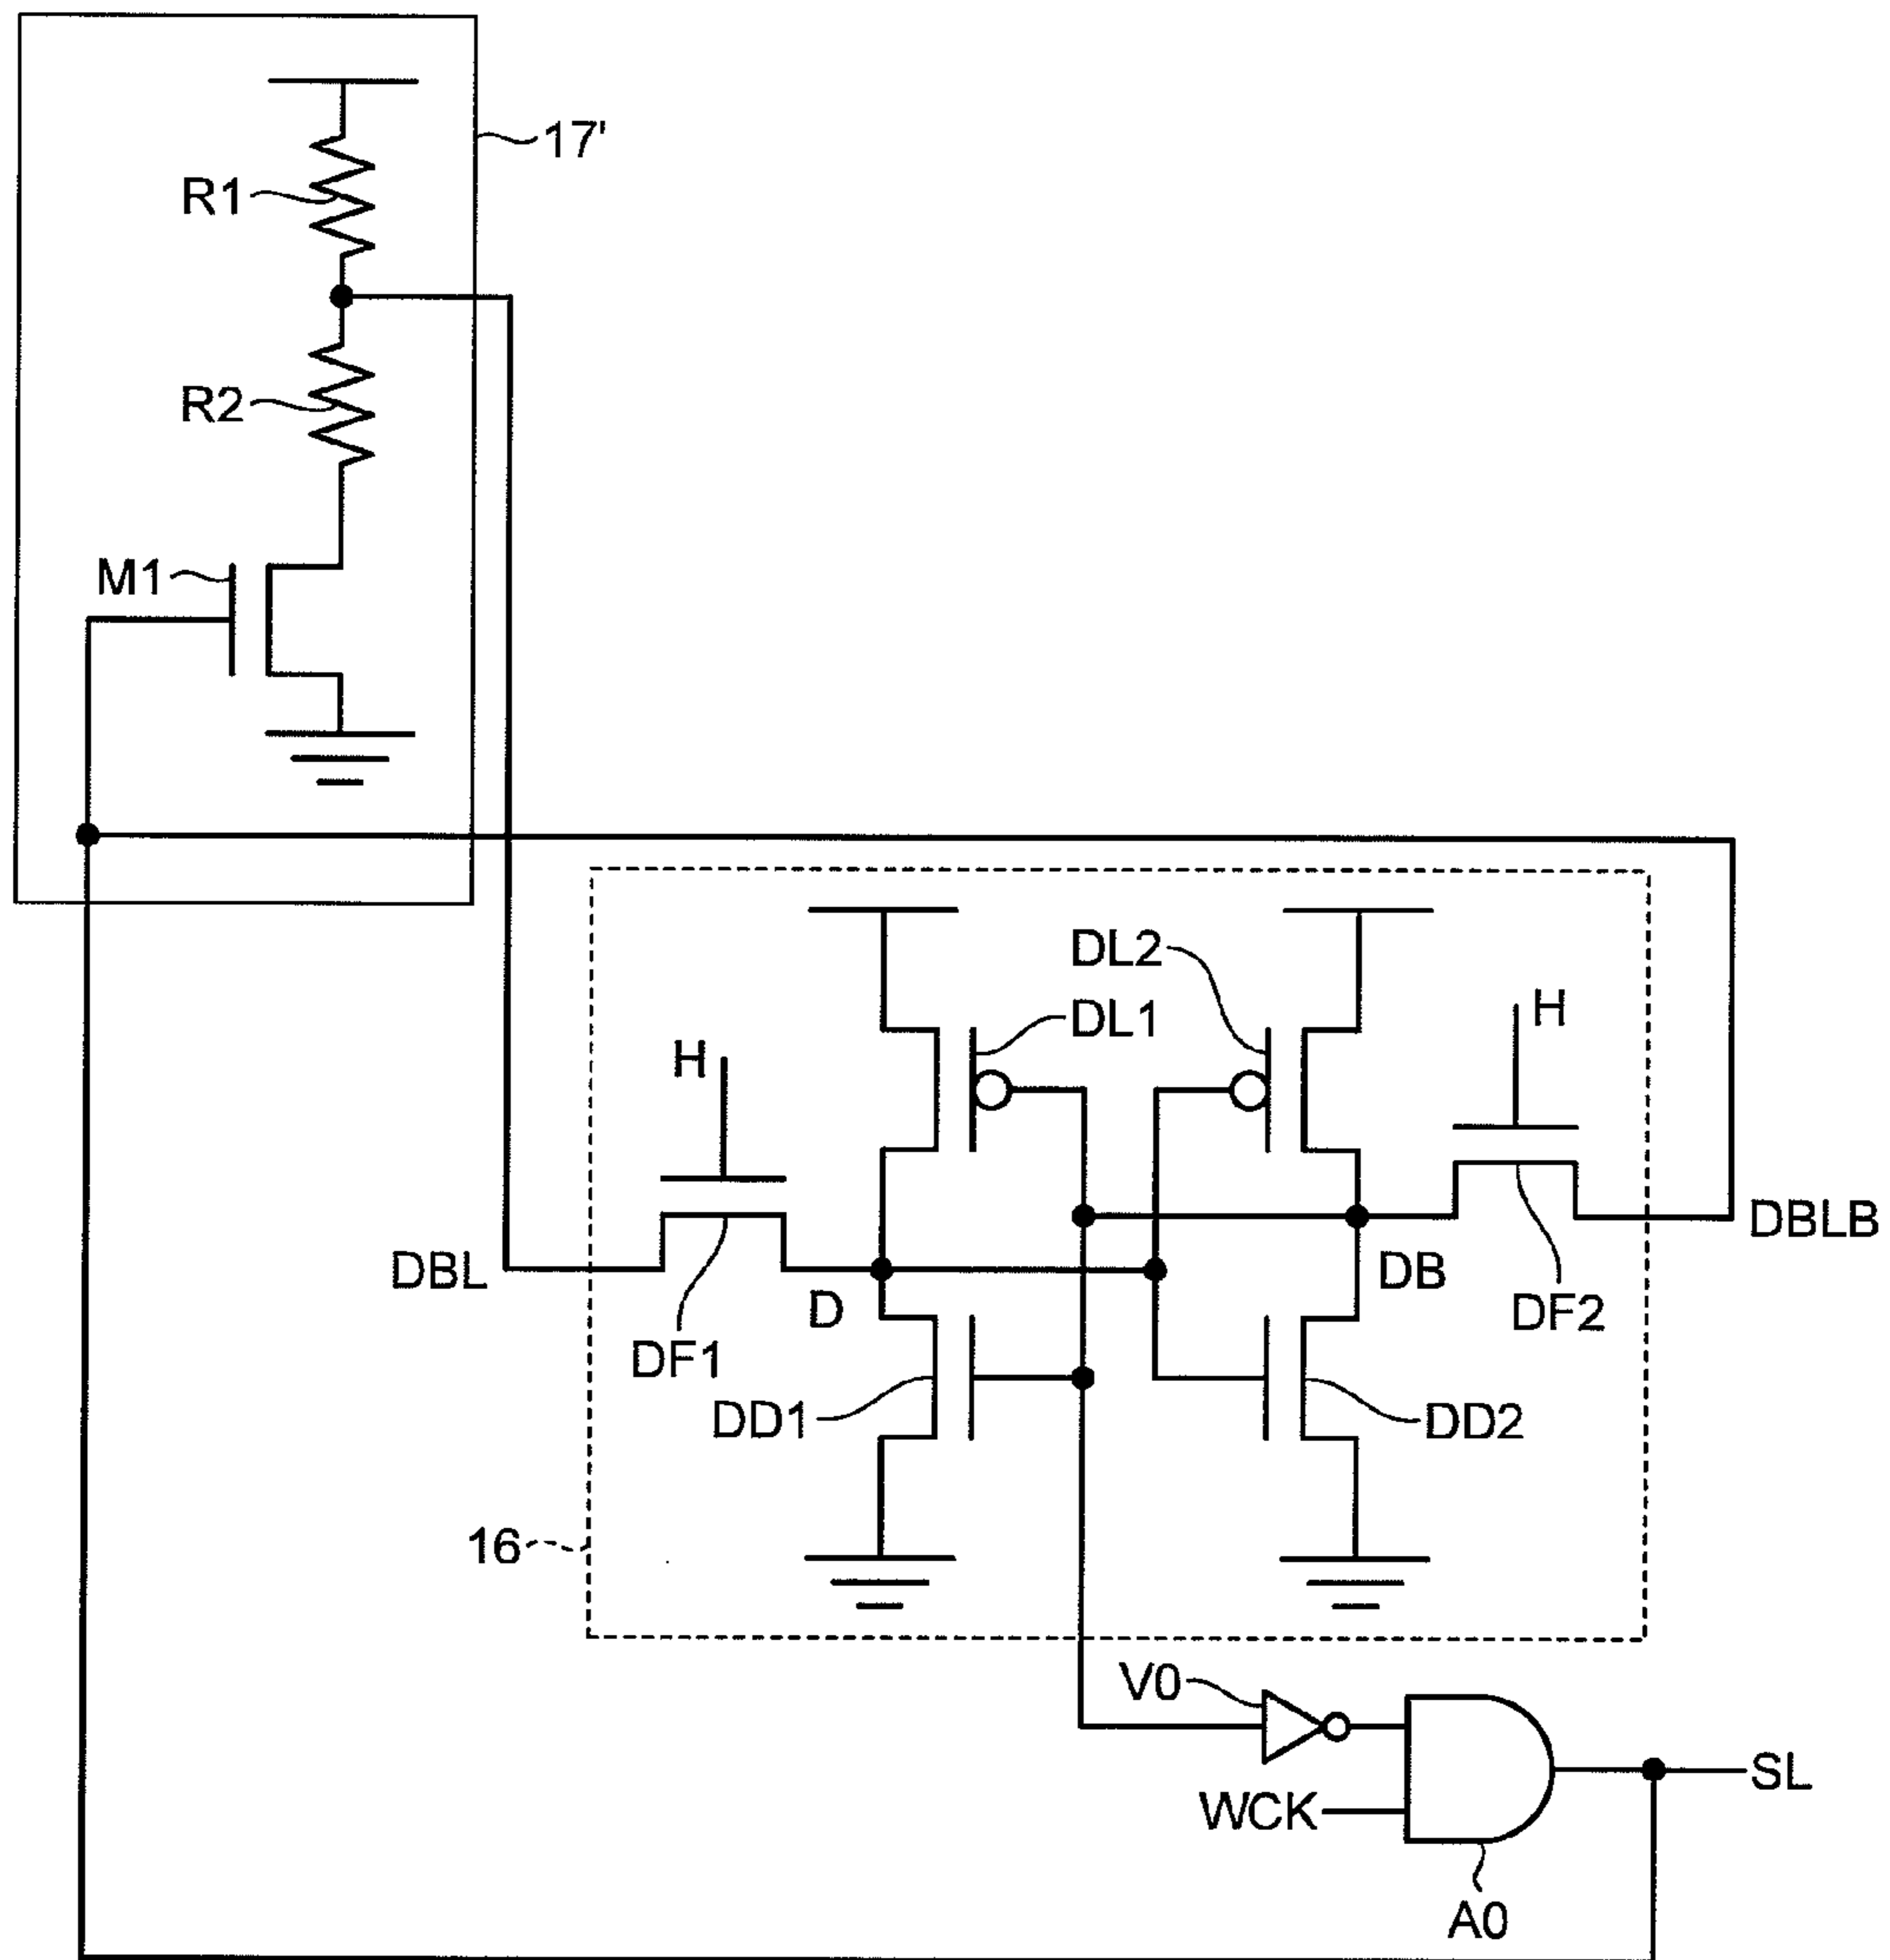 17'
R1
R2
M1
DL2
DL1
H
H
DBLB
DBL
D
DB
DF1
DF2
DD1
DD2
16
V0
SL
WCK
A0